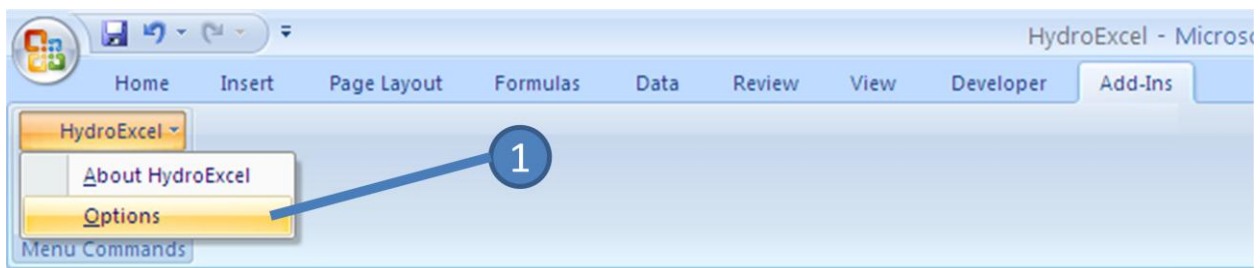 HydroExcel - Microso
Home Insert Page Layout Formulas Data Review View Developer Add-Ins
HydroExcel
1
About HydroExcel
Options
Menu Commands